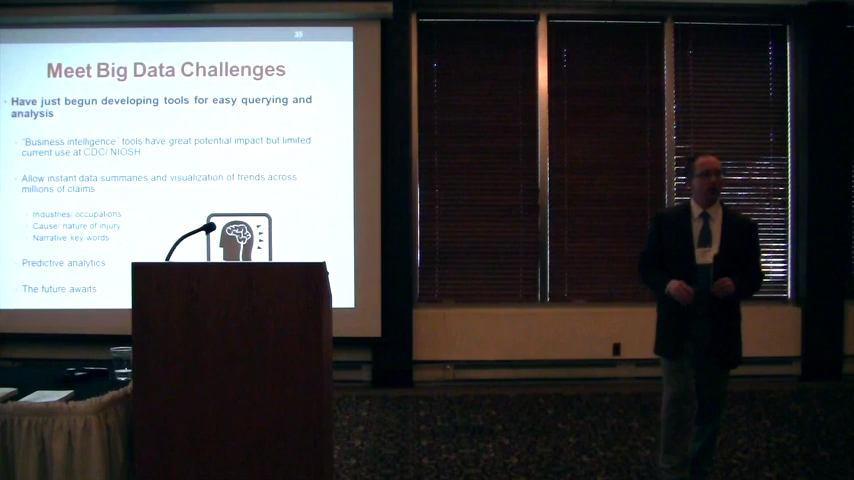 35
Meet Big Data Challenges
Have just begun developing tools for easy querying and
analysis
"Business intelligence" tools have great potential impact but limited
current use at CDC/ NIOSH
Allow instant data summaries and visualization of trends across
millions of claims
Industries/ occupations
Cause/ nature of injury
Narrative key words
Predictive analytics
The future awaits